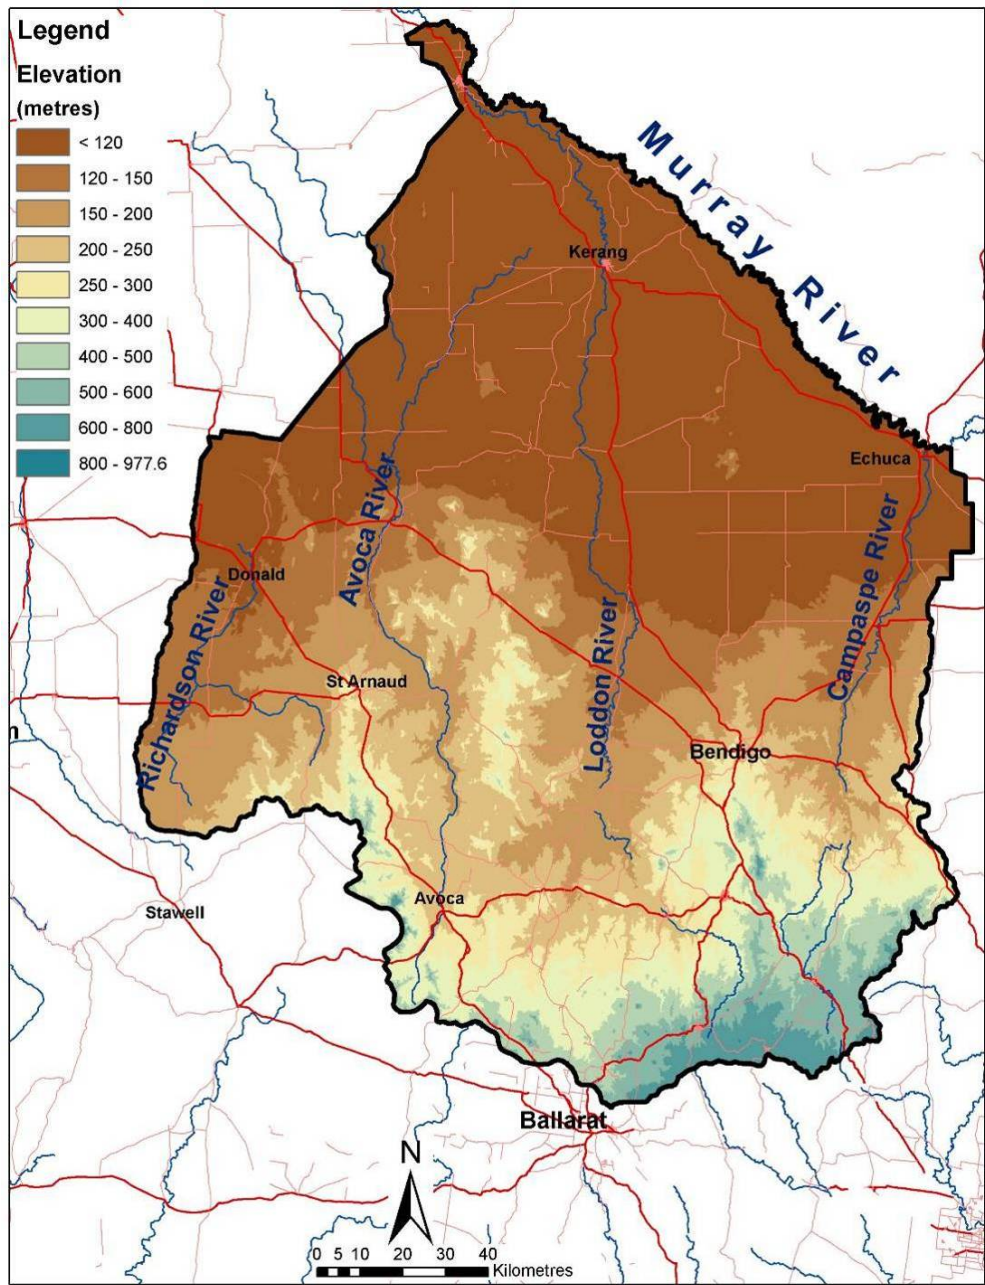 Legend
Elevation
(metres)
< 120
120 - 150
150 - 200
200 - 250
250 - 300
300 - 400
400 - 500
500 - 600
600 - 800
800 - 977.6
Murray River
Kerang
Echuca
Avoca River
Campaspe River
Donald
Richardson River
Loddon River
St Arnaud
Bendigo
n
Avoca
Stawell
Ballarat
N
0 5 10 20 30 40
Kilometres